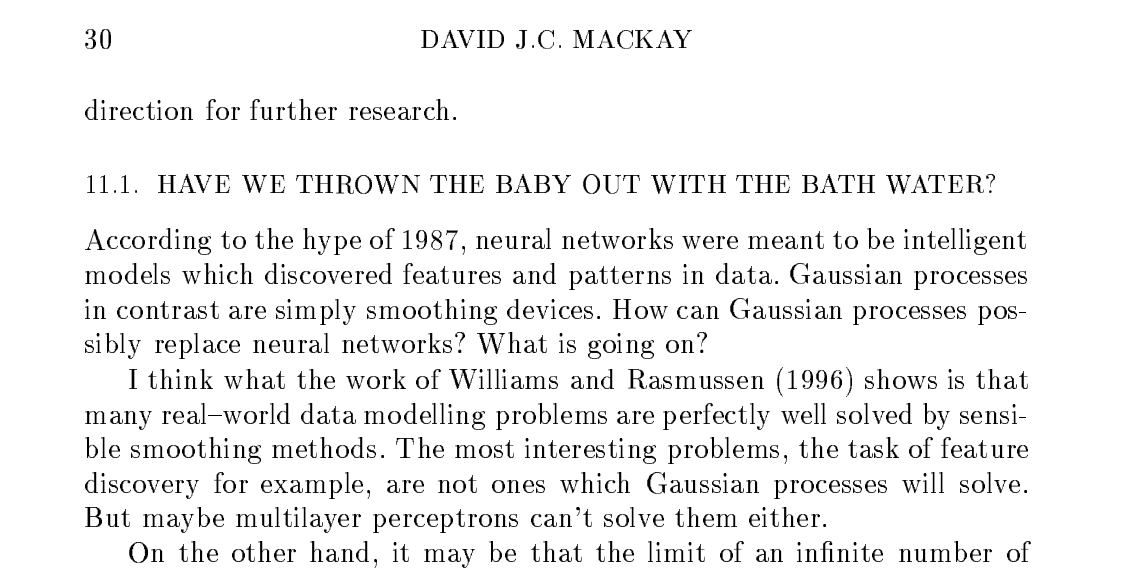 30 DAVID J.C. MACKAY
direction for further research.
11.1. HAVE WE THROWN THE BABY OUT WITH THE BATH WATER?
According to the hype of 1987, neural networks were meant to be intelligent
models which discovered features and patterns in data. Gaussian processes
in contrast are simply smoothing devices. How can Gaussian processes pos-
sibly replace neural networks? What is going on?
I think what the work of Williams and Rasmussen (1996) shows is that
many real–world data modelling problems are perfectly well solved by sensi-
ble smoothing methods. The most interesting problems, the task of feature
discovery for example, are not ones which Gaussian processes will solve.
But maybe multilayer perceptrons can't solve them either.
On the other hand, it may be that the limit of an infinite number of